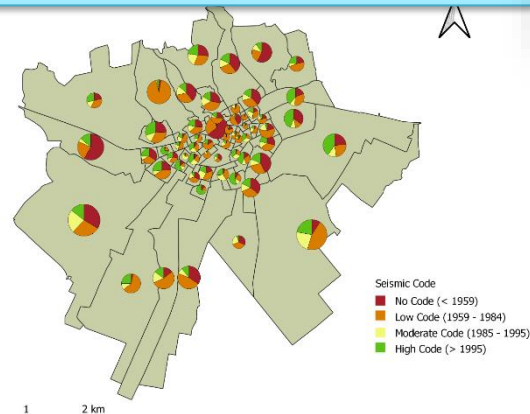 Seismic Code
No Code (< 1959)
Low Code (1959 - 1984)
Moderate Code (1985 - 1995)
High Code (> 1995)
1 2 km